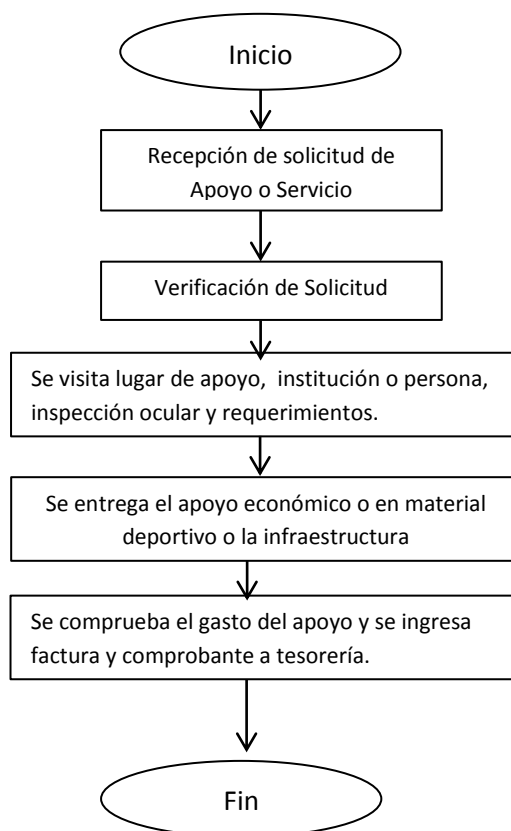 Inicio
Recepción de solicitud de
Apoyo o Servicio
Verificación de Solicitud
Se visita lugar de apoyo, institución o persona,
inspección ocular y requerimientos.
Se entrega el apoyo económico o en material
deportivo o la infraestructura
Se comprueba el gasto del apoyo y se ingresa
factura y comprobante a tesorería.
Fin